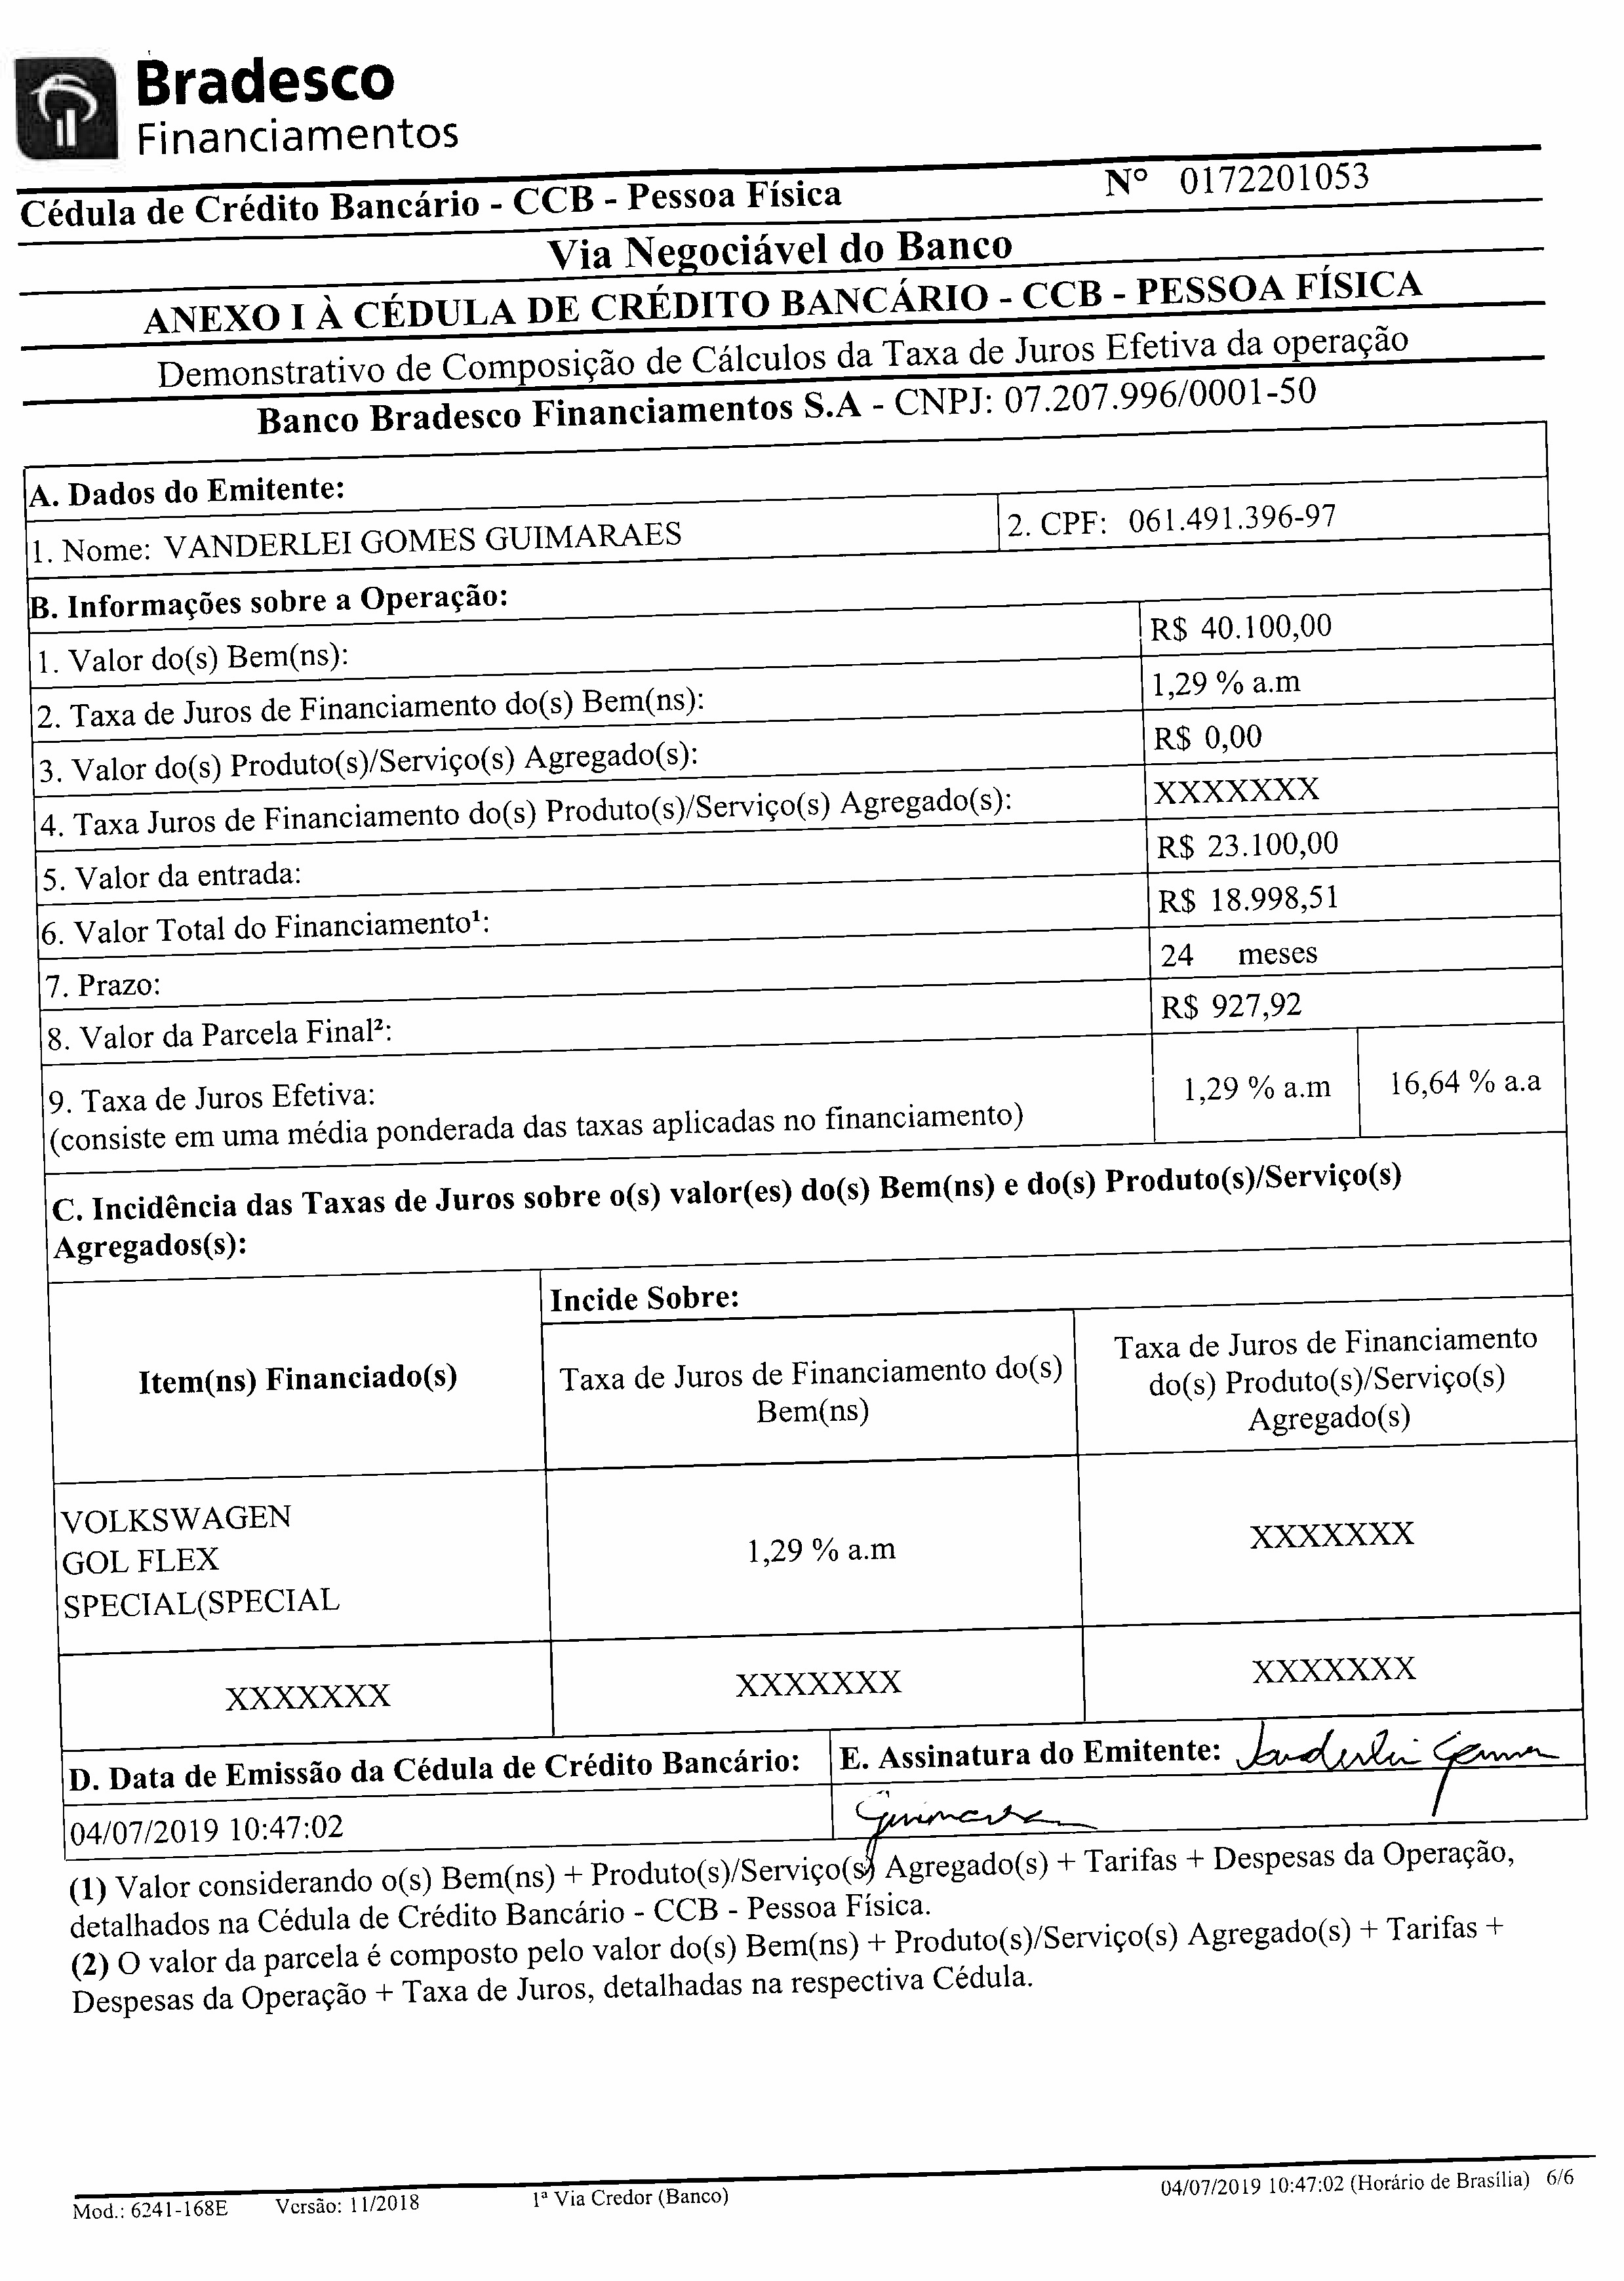 Bradesco
Financiamentos
Cédula de Crédito Bancário - CCB - Pessoa Física Nº 0172201053
Via Negociável do Banco
ANEXO I À CÉDULA DE CRÉDITO BANCÁRIO - CCB - PESSOA FÍSICA
Demonstrativo de Composição de Cálculos da Taxa de Juros Efetiva da operação
Banco Bradesco Financiamentos S.A - CNPJ: 07.207.996/0001-50
A. Dados do Emitente:
1. Nome: VANDERLEI GOMES GUIMARAES 2. CPF: 061.491.396-97
B. Informações sobre a Operação:
1. Valor do(s) Bem(ns): R$ 40.100,00
2. Taxa de Juros de Financiamento do(s) Bem(ns): 1,29 % a.m
3. Valor do(s) Produto(s)/Serviço(s) Agregado(s): R$ 0,00
4. Taxa Juros de Financiamento do(s) Produto(s)/Serviço(s) Agregado(s): XXXXXXX
5. Valor da entrada: R$ 23.100,00
6. Valor Total do Financiamento¹: R$ 18.998,51
7. Prazo: 24 meses
8. Valor da Parcela Final²: R$ 927,92
9. Taxa de Juros Efetiva: 1,29 % a.m 16,64 % a.a
(consiste em uma média ponderada das taxas aplicadas no financiamento)
C. Incidência das Taxas de Juros sobre o(s) valor(es) do(s) Bem(ns) e do(s) Produto(s)/Serviço(s)
Agregados(s):
Incide Sobre:
Item(ns) Financiado(s)
Taxa de Juros de Financiamento do(s)
Bem(ns)
Taxa de Juros de Financiamento
do(s) Produto(s)/Serviço(s)
Agregado(s)
VOLKSWAGEN
GOL FLEX
SPECIAL(SPECIAL
1,29 % a.m
XXXXXXX
XXXXXXX XXXXXXX XXXXXXX
D. Data de Emissão da Cédula de Crédito Bancário: E. Assinatura do Emitente: Vanderlei Gomes
04/07/2019 10:47:02 Guimarães
(1) Valor considerando o(s) Bem(ns) + Produto(s)/Serviço(s) Agregado(s) + Tarifas + Despesas da Operação,
detalhados na Cédula de Crédito Bancário - CCB - Pessoa Física.
(2) O valor da parcela é composto pelo valor do(s) Bem(ns) + Produto(s)/Serviço(s) Agregado(s) + Tarifas +
Despesas da Operação + Taxa de Juros, detalhadas na respectiva Cédula.
Mod.: 6241-168E Versão: 11/2018 1ª Via Credor (Banco) 04/07/2019 10:47:02 (Horário de Brasília) 6/6